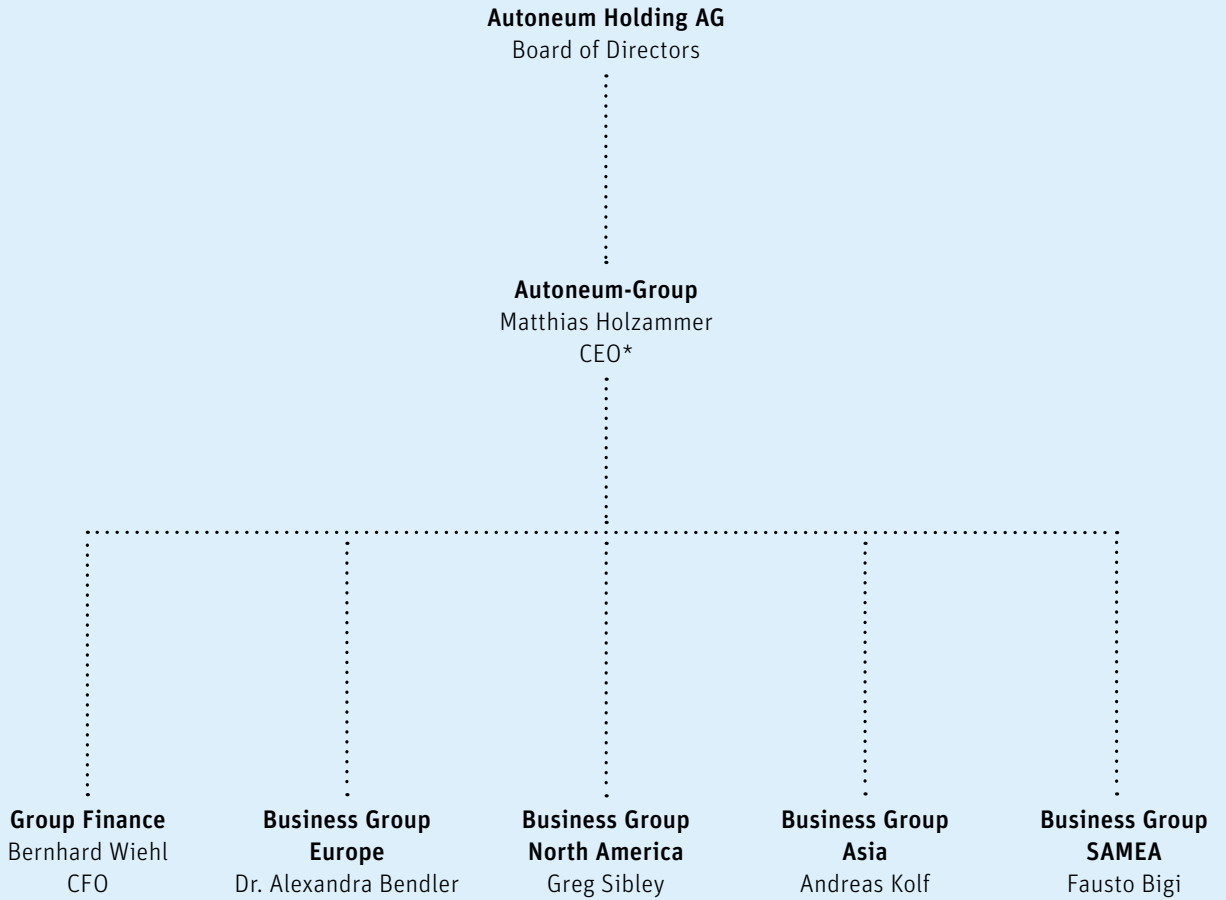 Autoneum Holding AG
Board of Directors
Autoneum-Group
Matthias Holzammer
CEO*
Group Finance
Bernhard Wiehl
CFO
Business Group
Europe
Dr. Alexandra Bendler
Business Group
North America
Greg Sibley
Business Group
Asia
Andreas Kolf
Business Group
SAMEA
Fausto Bigi